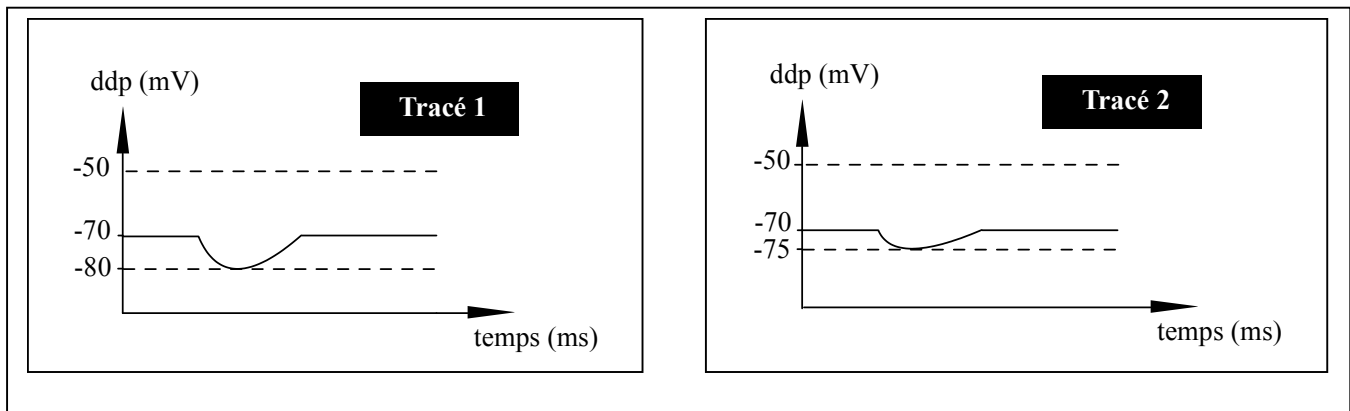 ddp (mV)
Tracé 1
-50
-70
-80
temps (ms)
ddp (mV)
Tracé 2
-50
-70
-75
temps (ms)